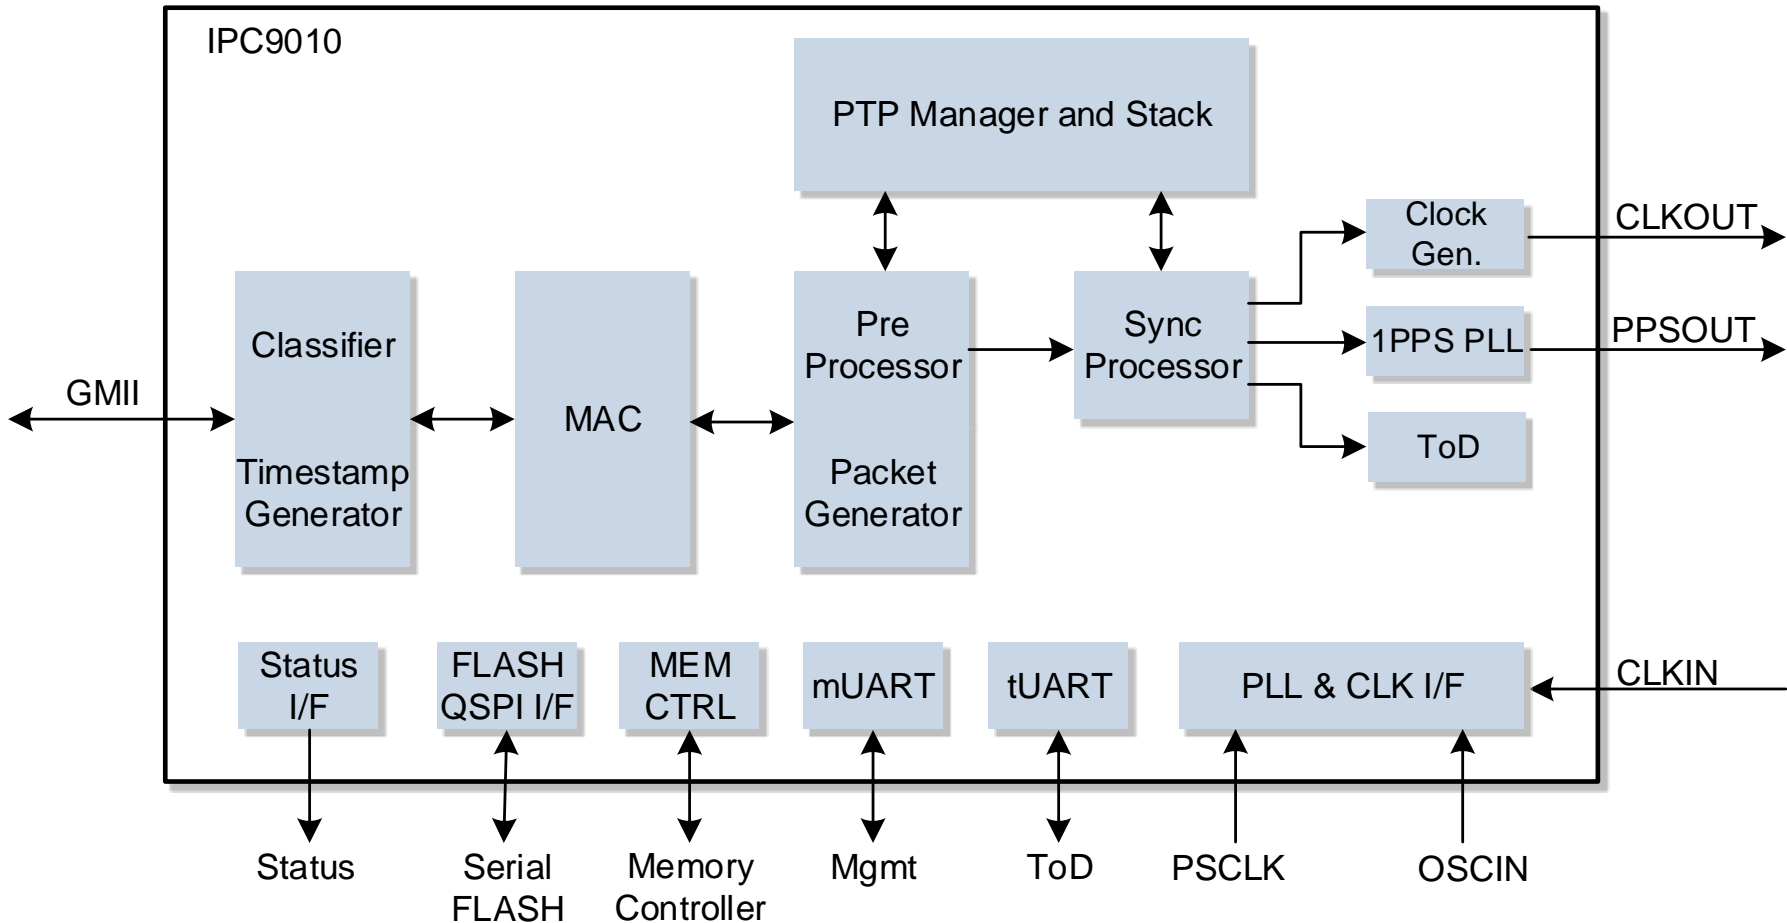 IPC9010
PTP Manager and Stack
Clock
Gen.
CLKOUT
Classifier
Timestamp
Generator
MAC
Pre
Processor
Packet
Generator
Sync
Processor
1PPS PLL
PPSOUT
GMII
ToD
Status
I/F
FLASH
QSPI I/F
MEM
CTRL
mUART
tUART
PLL & CLK I/F
CLKIN
Status
Serial
FLASH
Memory
Controller
Mgmt
ToD
PSCLK
OSCIN